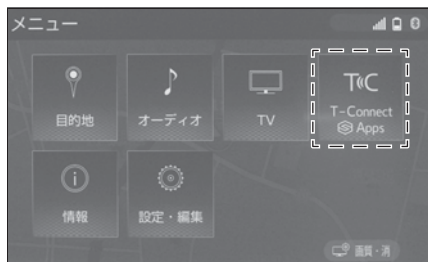 メニュー
目的地
オーディオ
TV
T(C
T-Connect
Apps
情報
設定・編集
画質・消